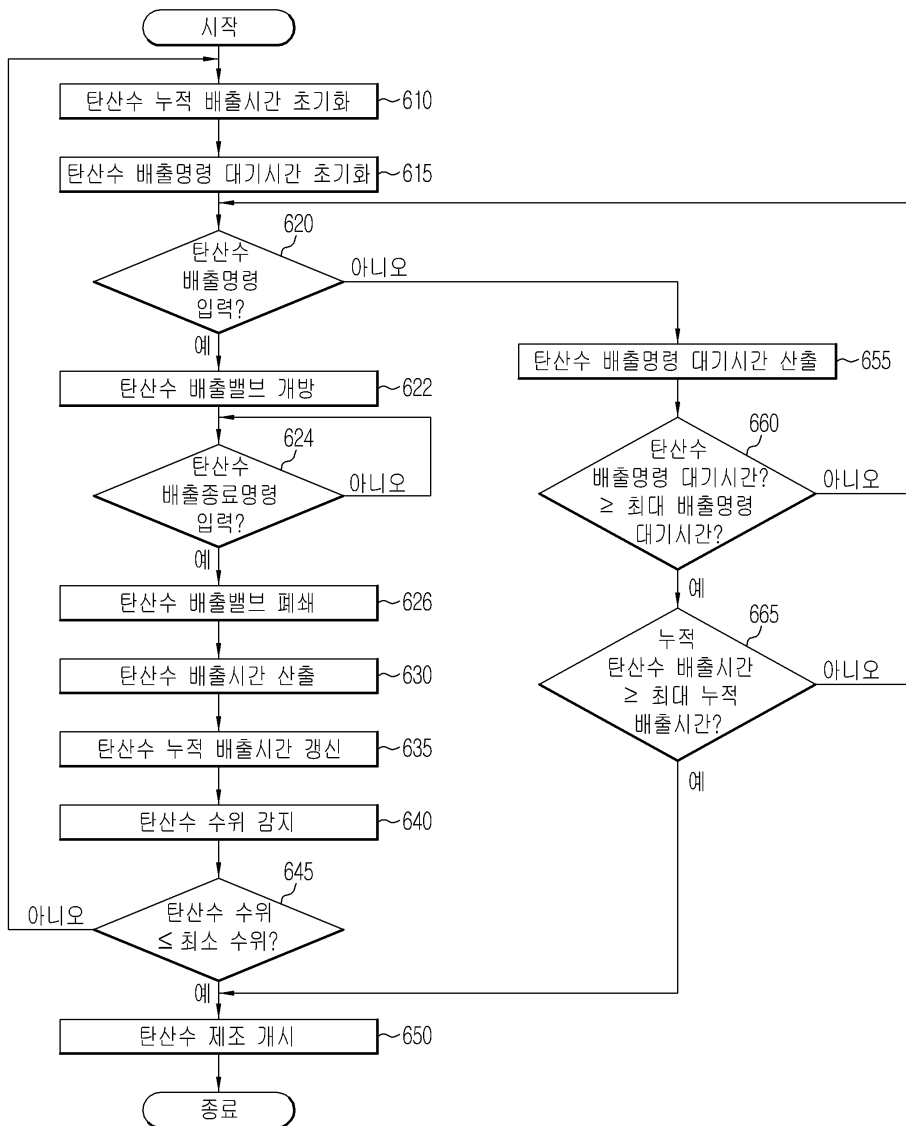 시작
탄산수 누적 배출시간 초기화
610
탄산수 배출명령 대기시간 초기화
615
620
탄산수
배출명령
입력?
아니오
예
탄산수 배출밸브 개방
622
624
탄산수
배출종료명령
입력?
아니오
예
탄산수 배출밸브 폐쇄
626
탄산수 배출시간 산출
630
탄산수 누적 배출시간 갱신
635
탄산수 수위 감지
640
645
탄산수 수위
≤ 최소 수위?
아니오
예
탄산수 제조 개시
650
종료
탄산수 배출명령 대기시간 산출
655
660
탄산수
배출명령 대기시간?
≥ 최대 배출명령
대기시간?
아니오
예
665
누적
탄산수 배출시간
≥ 최대 누적
배출시간?
아니오
예